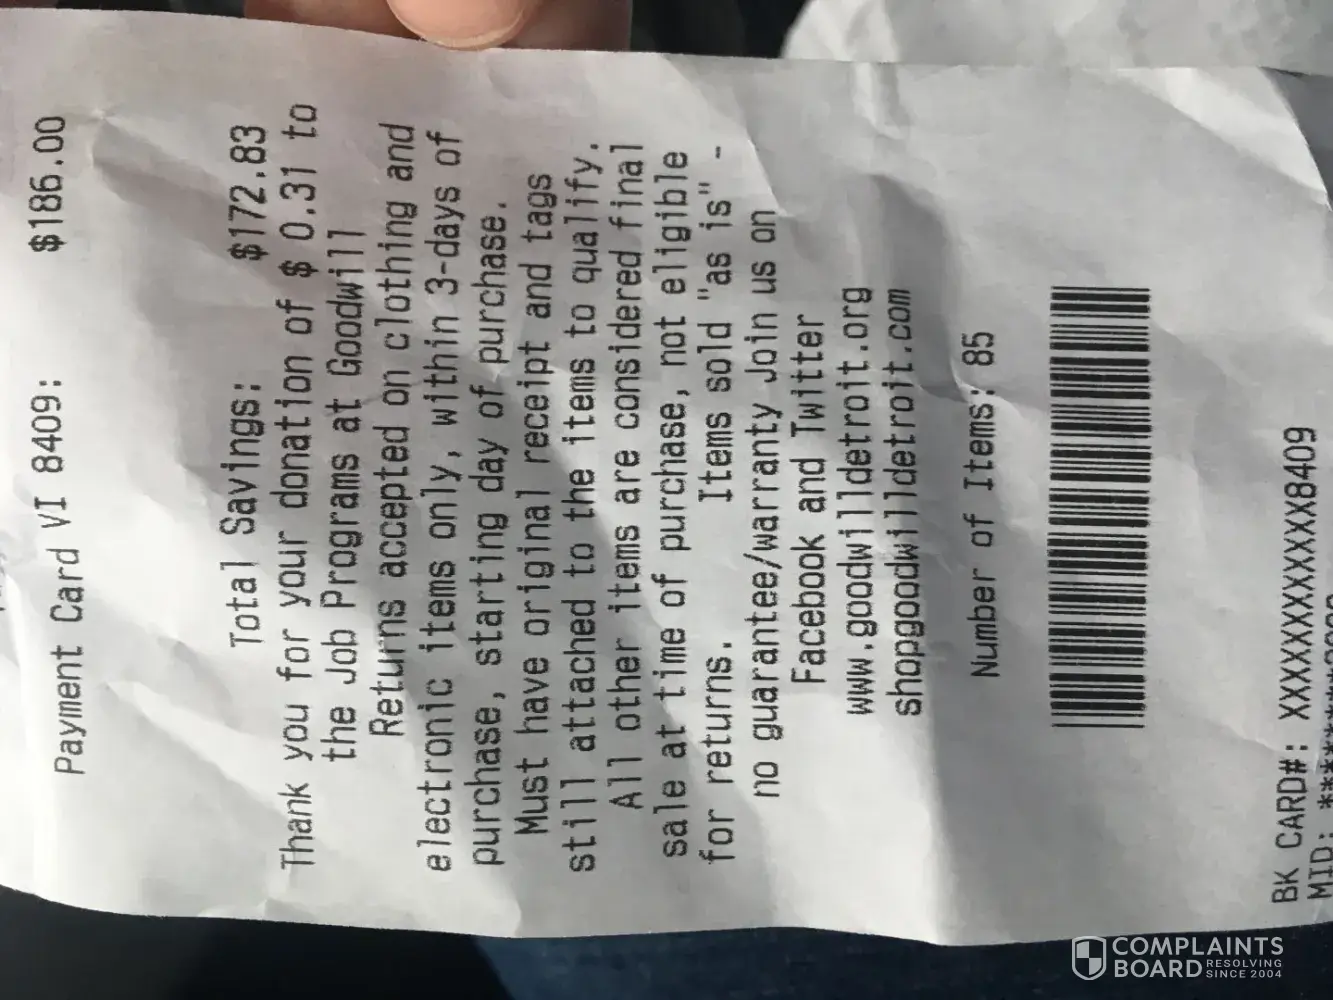 Payment Card VI 8409: $186.00
Total Savings: $172.83
Thank you for your donation of $ 0.31 to
the Job Programs at Goodwill
Returns accepted on clothing and
electronic items only, within 3-days of
purchase, starting day of purchase.
Must have original receipt and tags
still attached to the items to qualify.
All other items are considered final
sale at time of purchase, not eligible
for returns. Items sold "as is" -
no guarantee/warranty Join us on
Facebook and Twitter
www.goodwilldetroit.org
shopgoodwilldetroit.com
Number of Items: 85
BK CARD#: XXXXXXXXXXXX8409
MID:
COMPLAINTS
BOARD RESOLVING
SINCE 2004